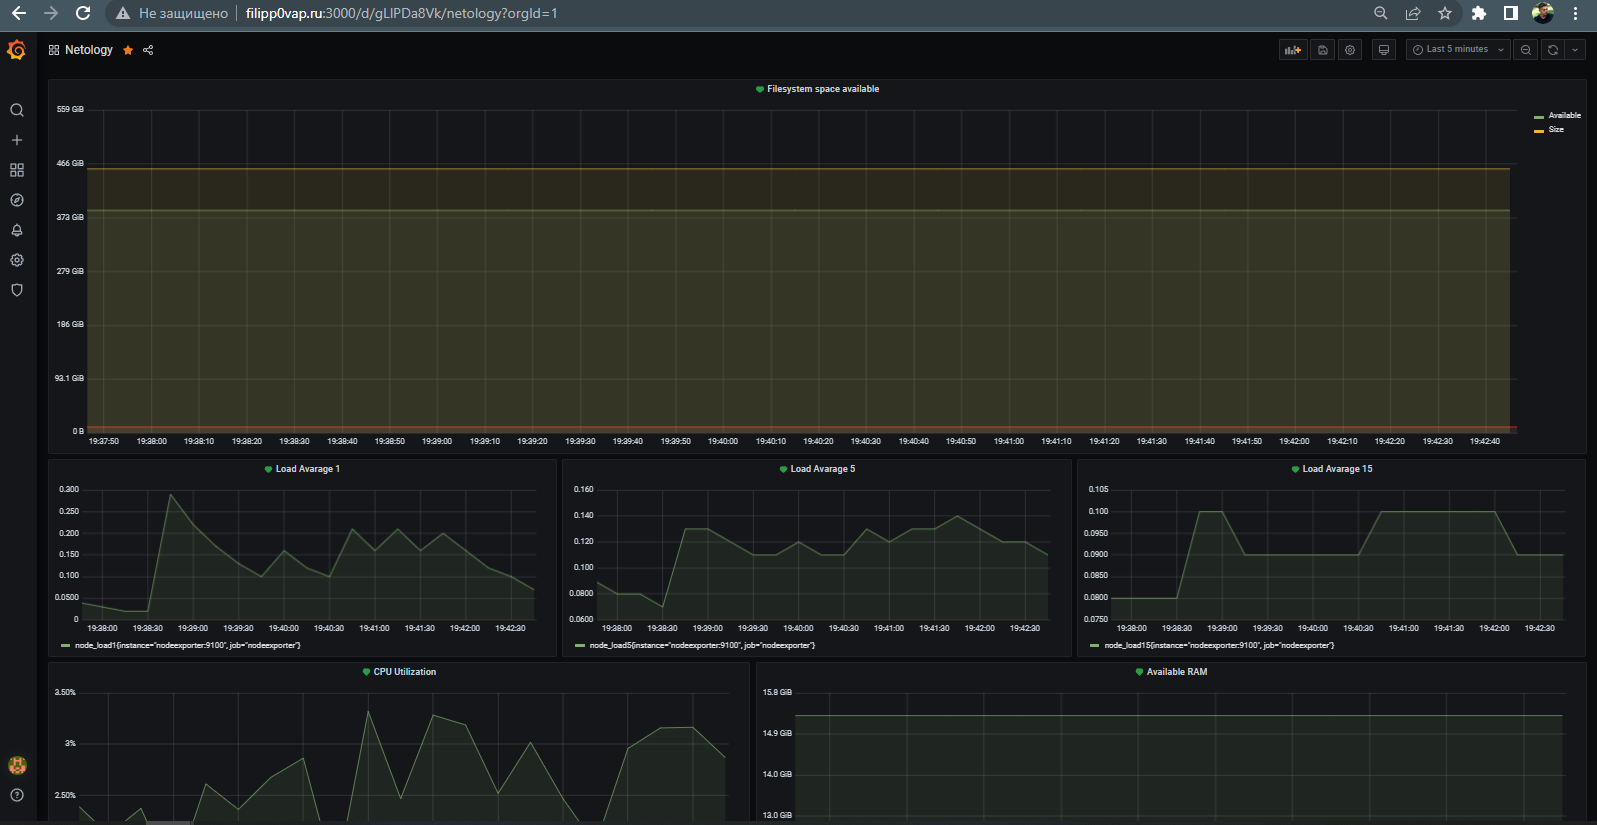 Не защищено filipp0vap.ru:3000/d/gLlPDa8Vk/netology?orgId=1
Netology
Last 5 minutes
Filesystem space available
559 GiB
466 GiB
373 GiB
279 GiB
186 GiB
93.1 GiB
0 B
19:37:50 19:38:00 19:38:10 19:38:20 19:38:30 19:38:40 19:38:50 19:39:00 19:39:10 19:39:20 19:39:30 19:39:40 19:39:50 19:40:00 19:40:10 19:40:20 19:40:30 19:40:40 19:40:50 19:41:00 19:41:10 19:41:20 19:41:30 19:41:40 19:41:50 19:42:00 19:42:10 19:42:20 19:42:30 19:42:40
Available
Size
Load Avarage 1
0.300
0.250
0.200
0.150
0.100
0.0500
0
19:38:00 19:38:30 19:39:00 19:39:30 19:40:00 19:40:30 19:41:00 19:41:30 19:42:00 19:42:30
node_load1{instance="nodeexporter:9100", job="nodeexporter"}
Load Avarage 5
0.160
0.140
0.120
0.100
0.0800
0.0600
19:38:00 19:38:30 19:39:00 19:39:30 19:40:00 19:40:30 19:41:00 19:41:30 19:42:00 19:42:30
node_load5{instance="nodeexporter:9100", job="nodeexporter"}
Load Avarage 15
0.105
0.100
0.0950
0.0900
0.0850
0.0800
0.0750
19:38:00 19:38:30 19:39:00 19:39:30 19:40:00 19:40:30 19:41:00 19:41:30 19:42:00 19:42:30
node_load15{instance="nodeexporter:9100", job="nodeexporter"}
CPU Utilization
3.50%
3%
2.50%
Available RAM
15.8 GiB
14.9 GiB
14.0 GiB
13.0 GiB